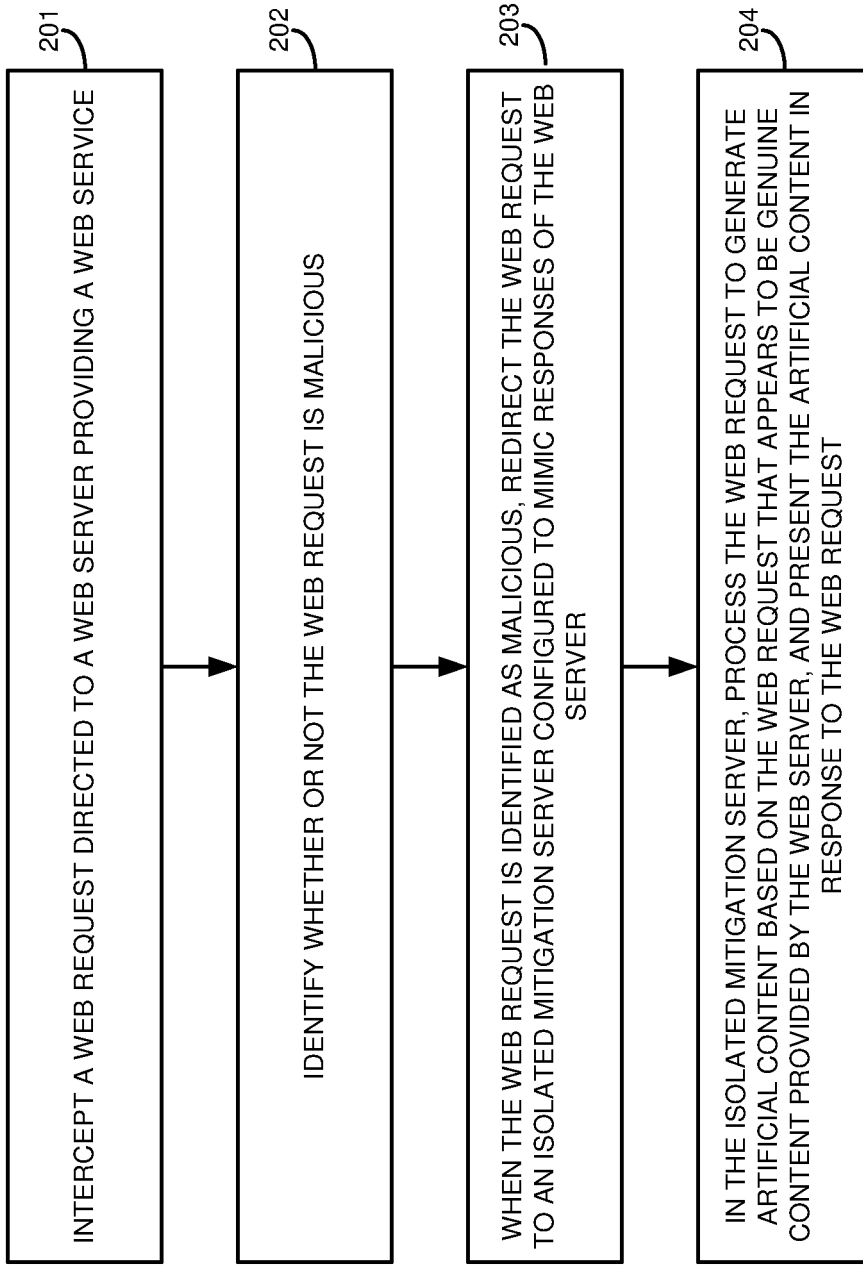 INTERCEPT A WEB REQUEST DIRECTED TO A WEB SERVER PROVIDING A WEB SERVICE
201
IDENTIFY WHETHER OR NOT THE WEB REQUEST IS MALICIOUS
202
WHEN THE WEB REQUEST IS IDENTIFIED AS MALICIOUS, REDIRECT THE WEB REQUEST
TO AN ISOLATED MITIGATION SERVER CONFIGURED TO MIMIC RESPONSES OF THE WEB
SERVER
203
IN THE ISOLATED MITIGATION SERVER, PROCESS THE WEB REQUEST TO GENERATE
ARTIFICIAL CONTENT BASED ON THE WEB REQUEST THAT APPEARS TO BE GENUINE
CONTENT PROVIDED BY THE WEB SERVER, AND PRESENT THE ARTIFICIAL CONTENT IN
RESPONSE TO THE WEB REQUEST
204